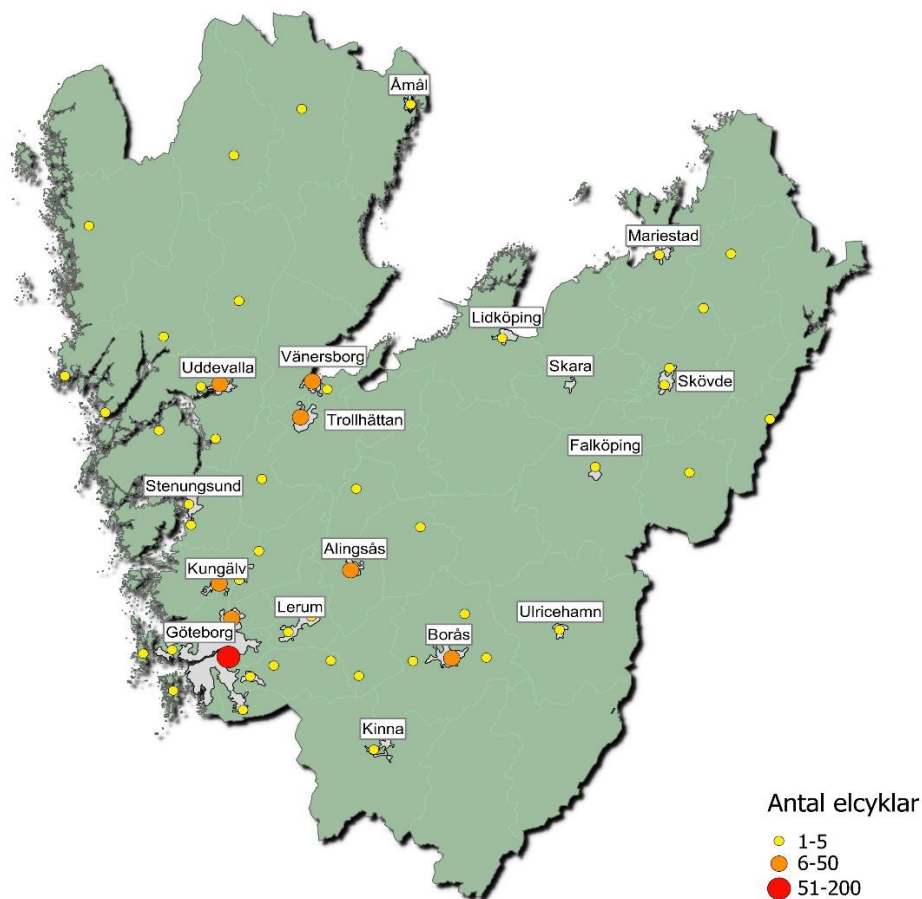 Åmål
Mariestad
Lidköping
Vänersborg
Uddevalla
Skara
Skövde
Trollhättan
Falköping
Stenungsund
Alingsås
Kungälv
Lerum
Ulricehamn
Göteborg
Borås
Kinna
Antal elcyklar
1-5
6-50
51-200